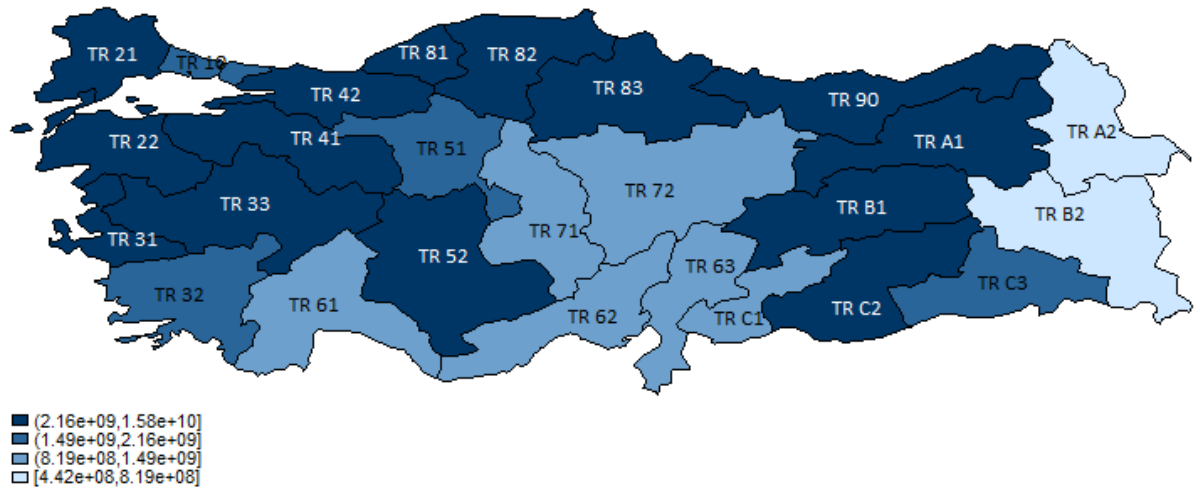 TR 21
TR 10
TR 81
TR 82
TR 83
TR 42
TR 90
TR 22
TR 41
TR 51
TR A1
TR A2
TR 72
TR 33
TR B1
TR B2
TR 31
TR 52
TR 71
TR 63
TR 32
TR 61
TR 62
TR C1
TR C2
TR C3
(2.16e+09,1.58e+10]
(1.49e+09,2.16e+09]
(8.19e+08,1.49e+09]
[4.42e+08,8.19e+08]